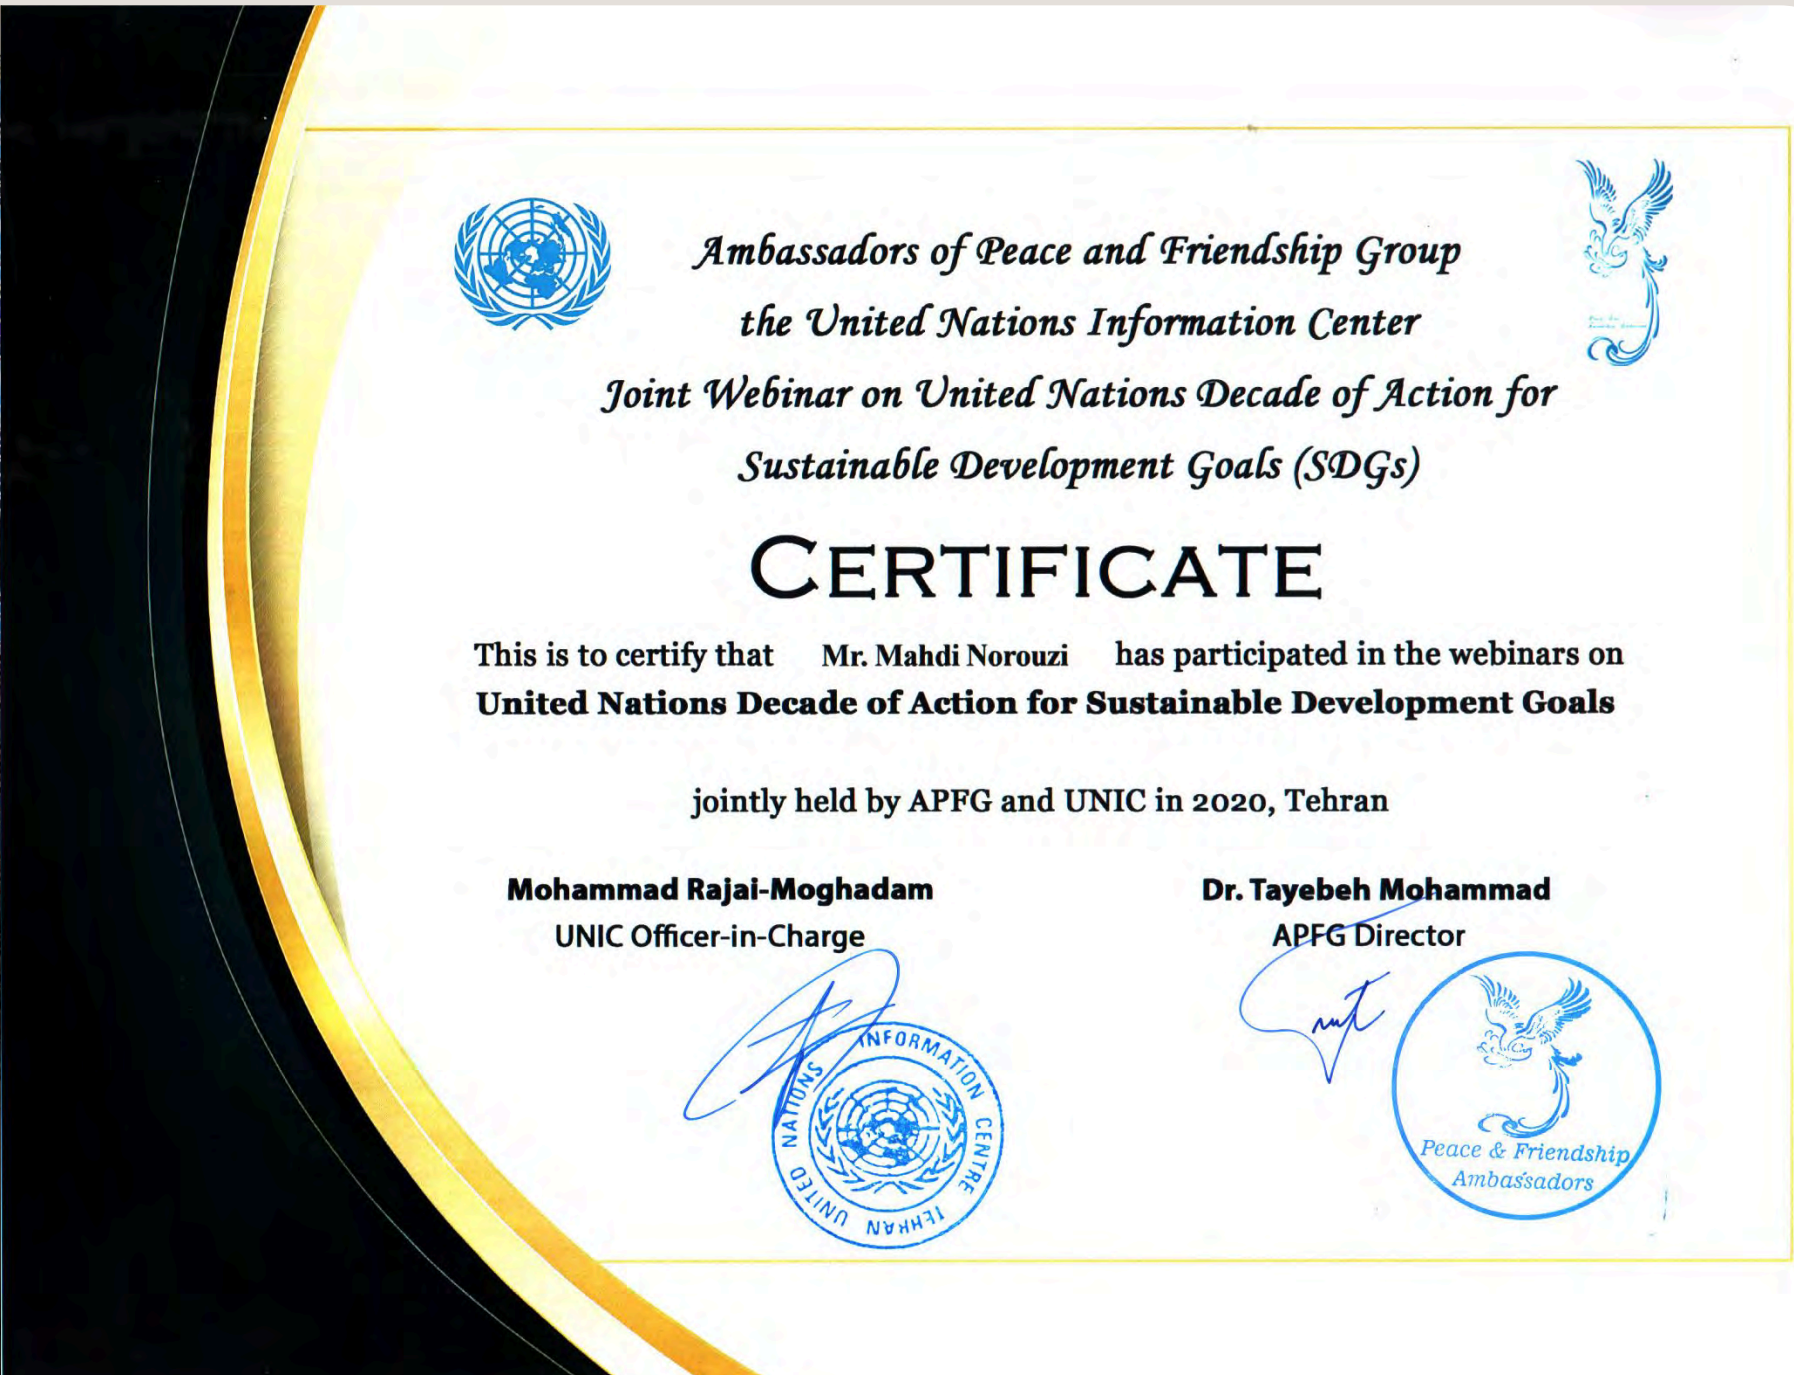 Ambassadors of Peace and Friendship Group
the United Nations Information Center
Joint Webinar on United Nations Decade of Action for
Sustainable Development Goals (SDGs)
CERTIFICATE
This is to certify that Mr. Mahdi Norouzi has participated in the webinars on
United Nations Decade of Action for Sustainable Development Goals
jointly held by APFG and UNIC in 2020, Tehran
Mohammad Rajai-Moghadam
UNIC Officer-in-Charge
Dr. Tayebeh Mohammad
APFG Director
UNITED NATIONS INFORMATION CENTRE TEHRAN
Peace & Friendship
Ambassadors